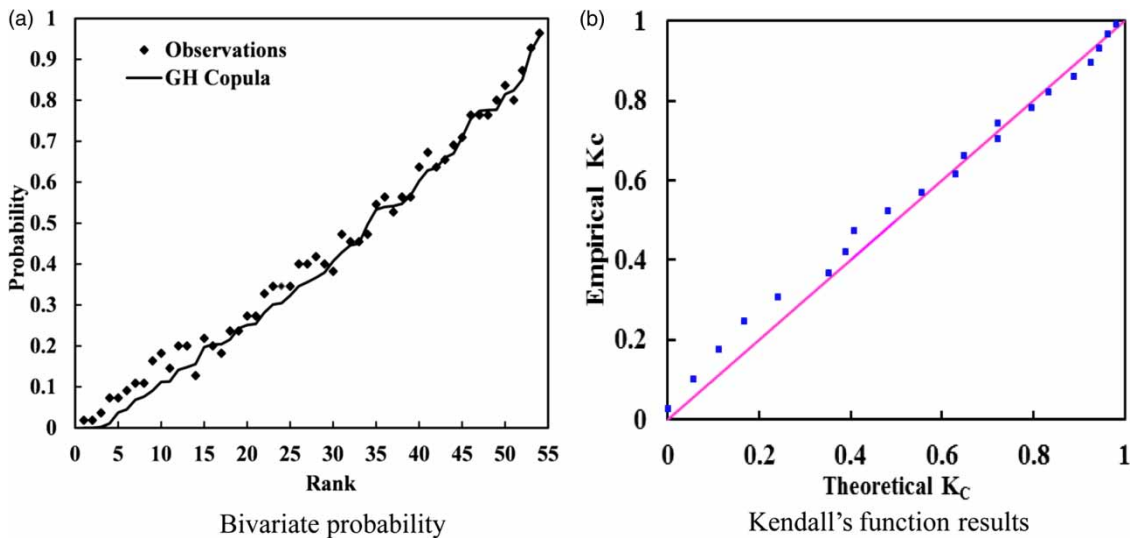 (a)
1
0.9
0.8
0.7
0.6
0.5
0.4
0.3
0.2
0.1
0
Probability
Observations
GH Copula
0 5 10 15 20 25 30 35 40 45 50 55
Rank
Bivariate probability
(b)
1
0.8
0.6
0.4
0.2
0
Empirical Kc
0 0.2 0.4 0.6 0.8 1
Theoretical KC
Kendall's function results